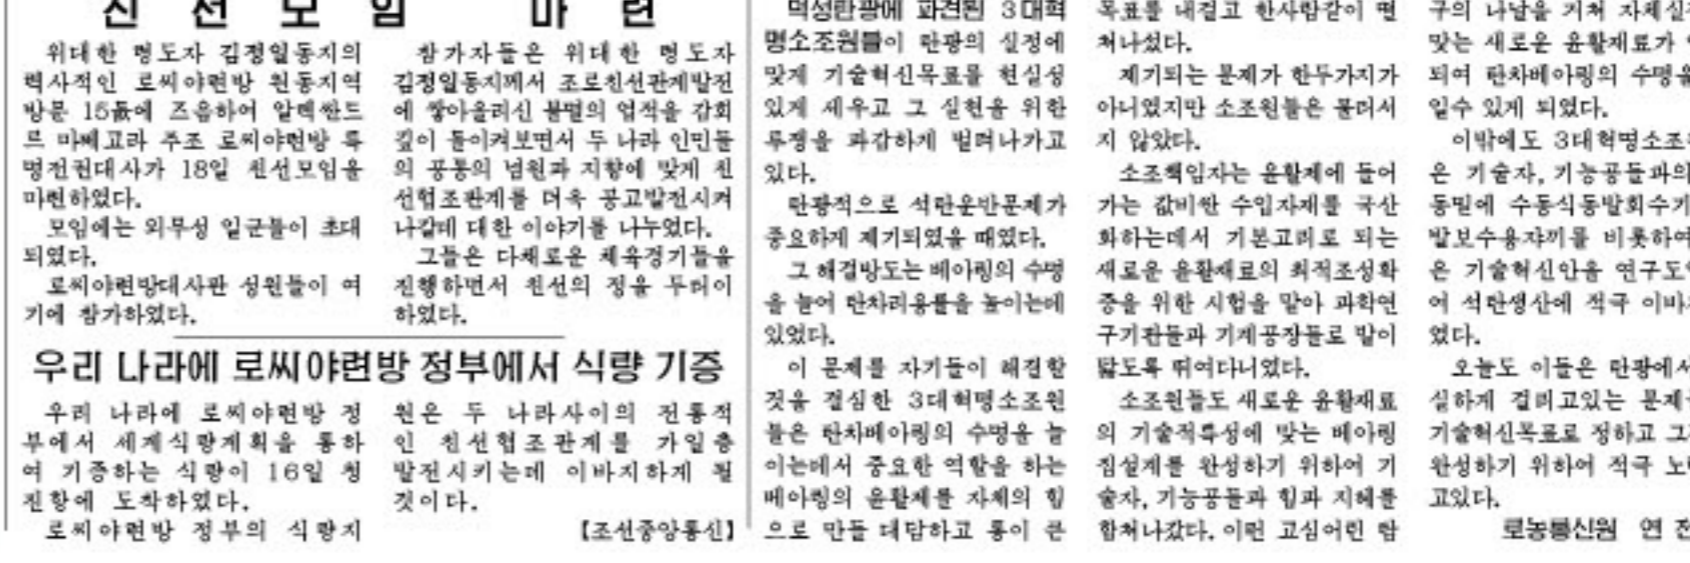 친선모임 마련
위대한 령도자 김정일동지의
력사적인 로씨야련방 원동지역
방문 15돐에 즈음하여 알렉싼드
르 마쩨고라 주조 로씨야련방 특
명전권대사가 18일 친선모임을
마련하였다.
모임에는 외무성 일군들이 초대
되였다.
로씨야련방대사관 성원들이 여
기에 참가하였다.
참가자들은 위대한 령도자
김정일동지께서 조로친선관계발전
에 쌓아올리신 불멸의 업적을 감회
깊이 돌이켜보면서 두 나라 인민들
의 공통의 념원과 지향에 맞게 친
선협조관계를 더욱 공고발전시켜
나갈데 대한 이야기를 나누었다.
그들은 다채로운 체육경기들을
진행하면서 친선의 정을 두터이
하였다.
우리 나라에 로씨야련방 정부에서 식량 기증
우리 나라에 로씨야련방 정
부에서 세계식량계획을 통하
여 기증하는 식량이 16일 청
진항에 도착하였다.
로씨야련방 정부의 식량지
원은 두 나라사이의 전통적
인 친선협조관계를 가일층
발전시키는데 이바지하게 될
것이다.
【조선중앙통신】
덕성탄광에 파견된 3대혁
명소조원들이 탄광의 실정에
맞게 기술혁신목표를 현실성
있게 세우고 그 실현을 위한
투쟁을 과감하게 벌려나가고
있다.
탄광적으로 석탄운반문제가
중요하게 제기되였을 때였다.
그 해결방도는 베아링의 수명
을 늘여 탄차리용률을 높이는데
있었다.
이 문제를 자기들이 해결할
것을 결심한 3대혁명소조원
들은 탄차베아링의 수명을 늘
이는데서 중요한 역할을 하는
베아링의 윤활제를 자체의 힘
으로 만들 대담하고 통이 큰
목표를 내걸고 한사람같이 떨
쳐나섰다.
제기되는 문제가 한두가지가
아니였지만 소조원들은 물러서
지 않았다.
소조책임자는 윤활제에 들어
가는 값비싼 수입자재를 국산
화하는데서 기본고리로 되는
새로운 윤활재료의 최적조성확
증을 위한 시험을 맡아 과학연
구기관들과 기계공장들로 발이
닳도록 뛰여다니였다.
소조원들도 새로운 윤활재료
의 기술적특성에 맞는 베아링
짐설계를 완성하기 위하여 기
술자, 기능공들과 힘과 지혜를
합쳐나갔다. 이런 고심어린 탐
구의 나날을 거쳐 자체실
맞는 새로운 윤활재료가
되여 탄차베아링의 수명을
일수 있게 되였다.
이밖에도 3대혁명소조
은 기술자, 기능공들과의
동밑에 수동식동발회수기
발보수용쟈끼를 비롯하여
은 기술혁신안을 연구도
여 석탄생산에 적극 이바
였다.
오늘도 이들은 탄광에서
실하게 걸리고있는 문제
기술혁신목표로 정하고 그
완성하기 위하여 적극 노
고있다.
로농통신원 연 전